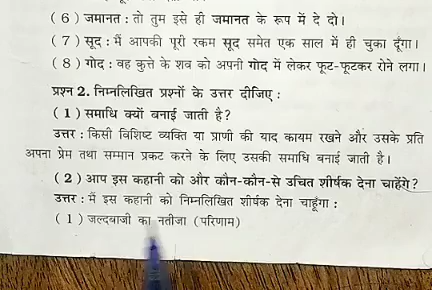 ( 6 ) जमानत : तो तुम इसे ही जमानत के रूप में दे दो।
( 7 ) सूद : मैं आपकी पूरी रकम सूद समेत एक साल में ही चुका दूँगा।
( 8 ) गोद : वह कुत्ते के शव को अपनी गोद में लेकर फूट-फूटकर रोने लगा।
प्रश्न 2. निम्नलिखित प्रश्नों के उत्तर दीजिए :
( 1 ) समाधि क्यों बनाई जाती है?
उत्तर : किसी विशिष्ट व्यक्ति या प्राणी की याद कायम रखने और उसके प्रति
अपना प्रेम तथा सम्मान प्रकट करने के लिए उसकी समाधि बनाई जाती है।
( 2 ) आप इस कहानी को और कौन-कौन-से उचित शीर्षक देना चाहेंगे?
उत्तर : मैं इस कहानी को निम्नलिखित शीर्षक देना चाहूंगा :
( 1 ) जल्दबाजी का नतीजा (परिणाम)